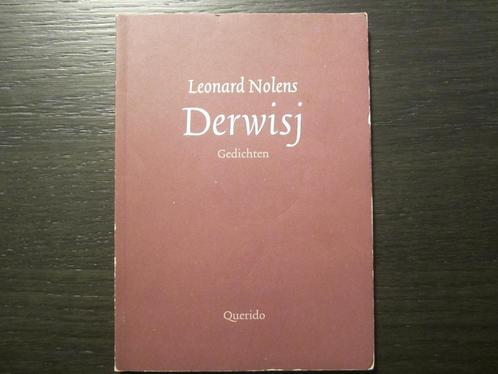 Leonard Nolens
Derwisj
Gedichten
Querido